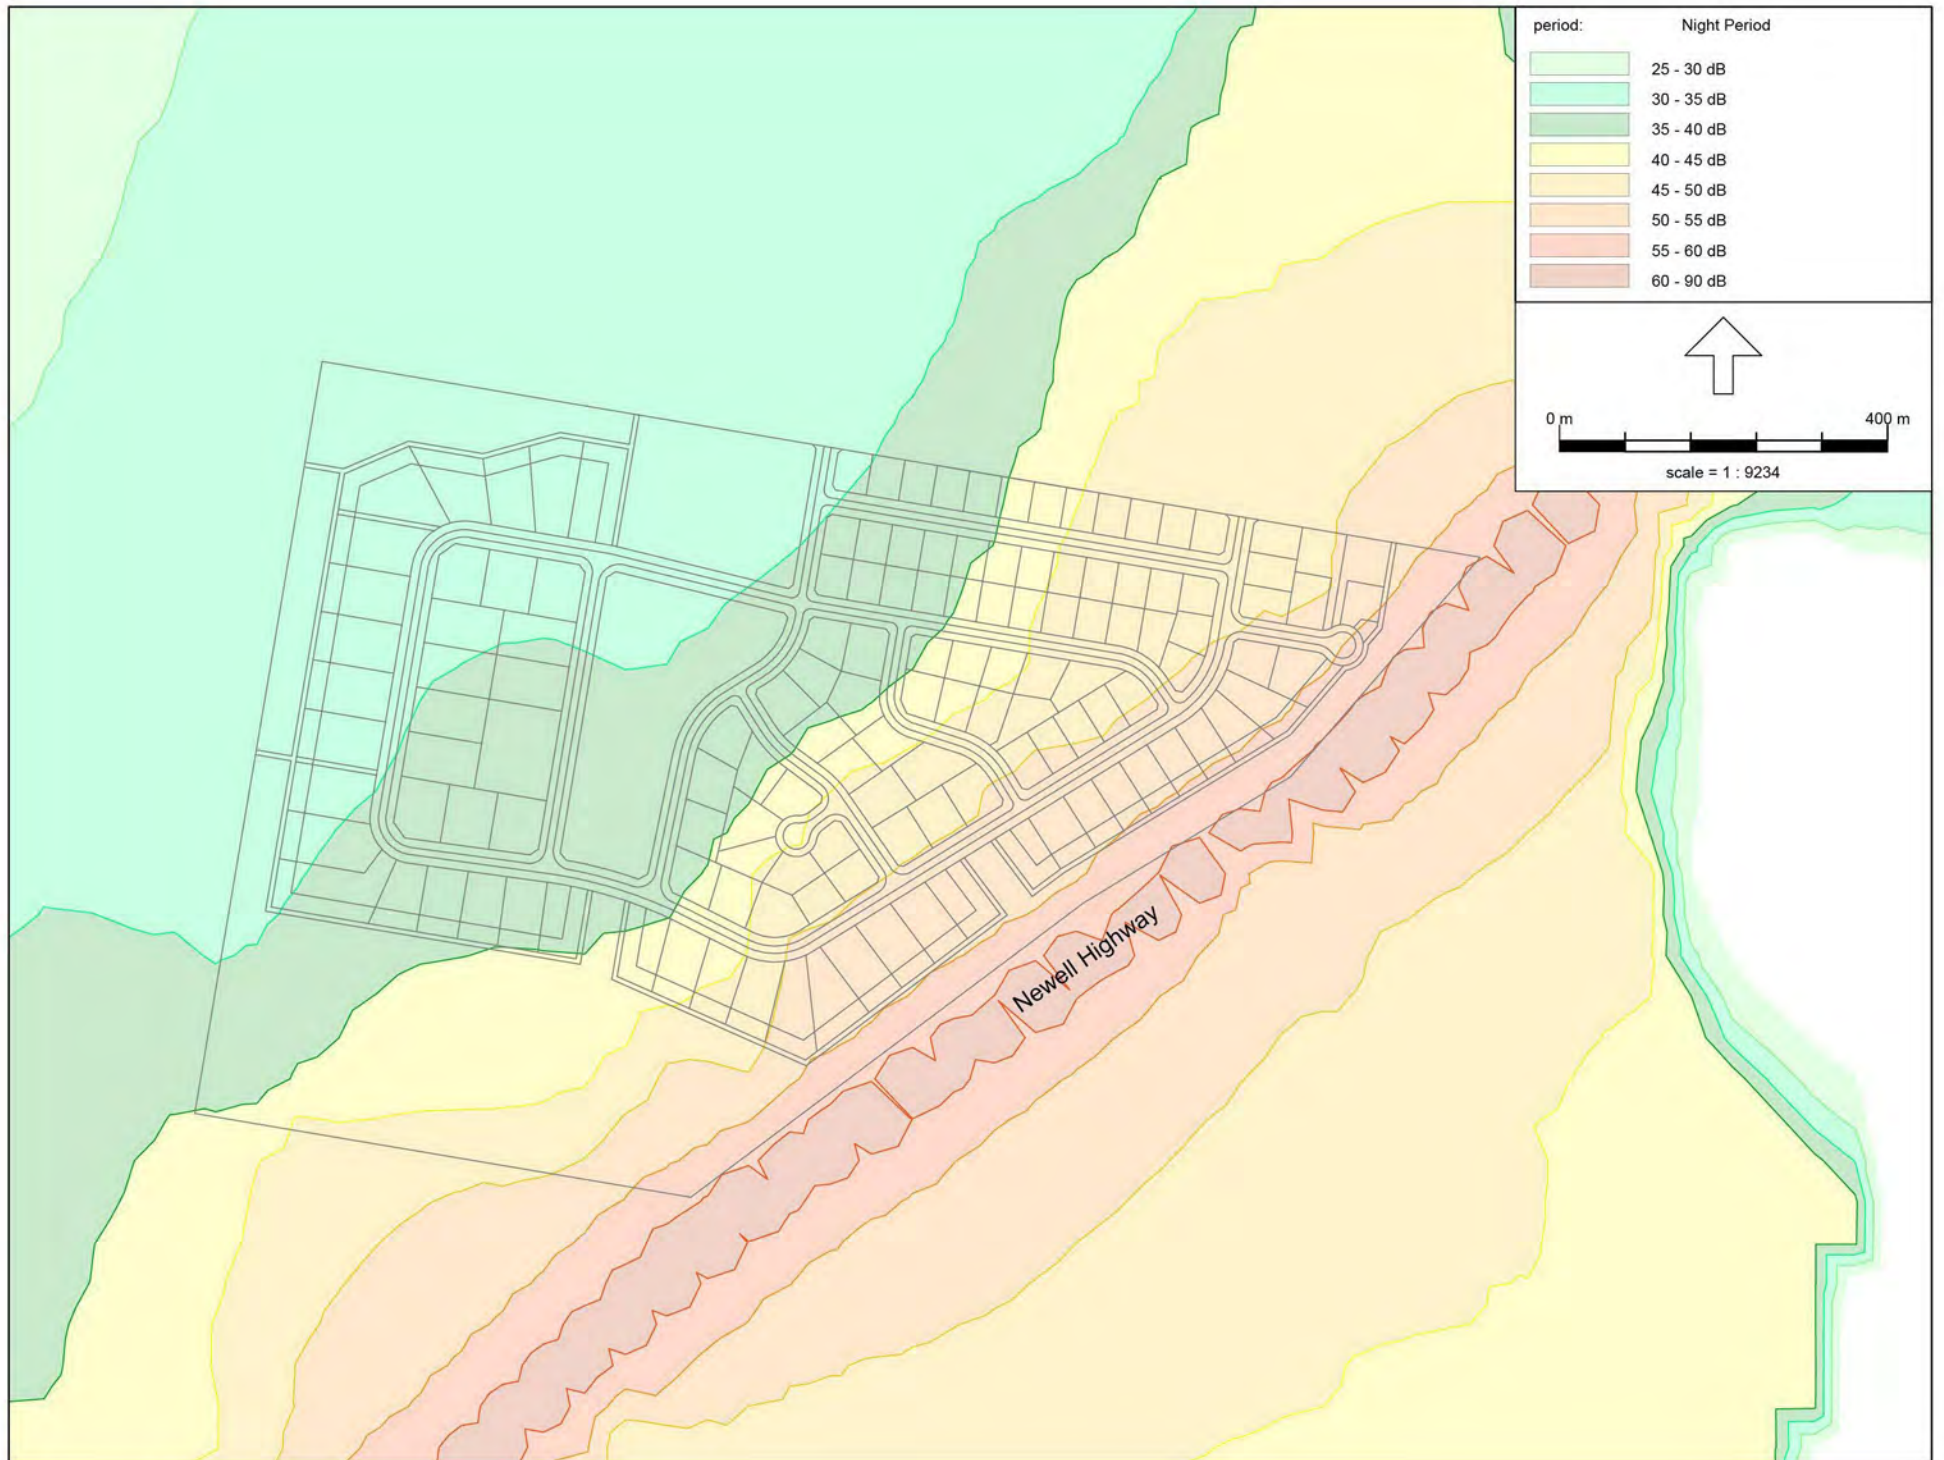 period: Night Period
25 - 30 dB
30 - 35 dB
35 - 40 dB
40 - 45 dB
45 - 50 dB
50 - 55 dB
55 - 60 dB
60 - 90 dB
0 m 400 m
scale = 1 : 9234
Newell Highway